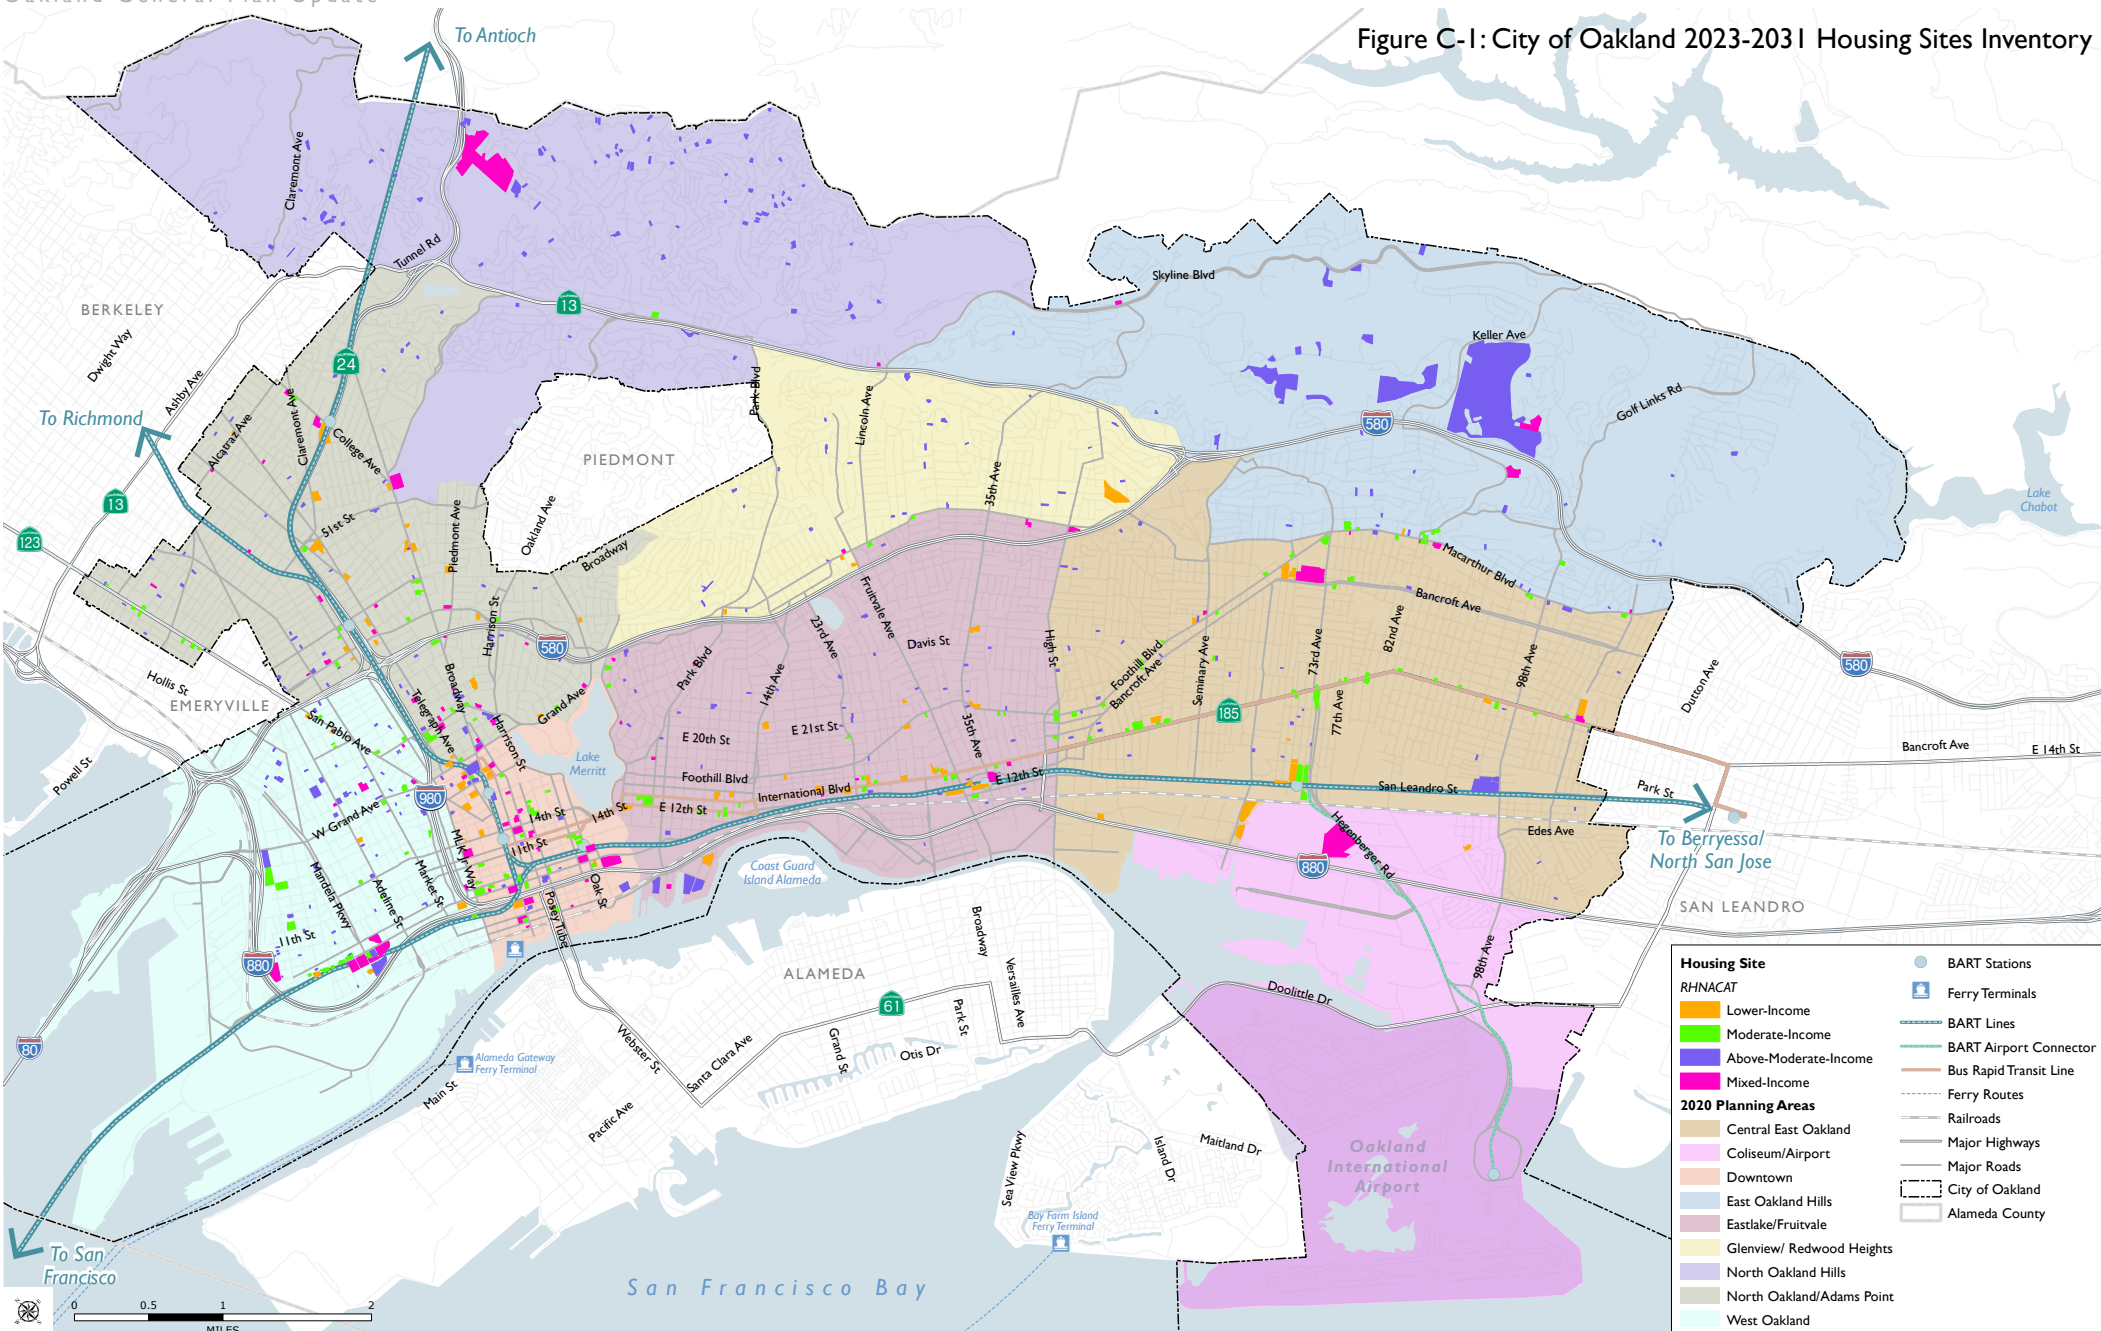 Oakland General Plan Update
Figure C-1: City of Oakland 2023-2031 Housing Sites Inventory
To Antioch
Claremont Ave
Tunnel Rd
13
Skyline Blvd
BERKELEY
Dwight Way
Ashby Ave
24
Keller Ave
Golf Links Rd
To Richmond
Alcatraz Ave
Claremont Ave
College Ave
Park Blvd
Lincoln Ave
580
PIEDMONT
35th Ave
13
123
51st St
Piedmont Ave
Oakland Ave
Broadway
Lake
Chabot
Macarthur Blvd
Bancroft Ave
Fruitvale Ave
23rd Ave
Davis St
High St
Harrison St
580
Foothill Blvd
Bancroft Ave
Seminary Ave
73rd Ave
82nd Ave
98th Ave
Dutton Ave
580
Hollis St
EMERYVILLE
Park Blvd
14th Ave
Broadway
Telegraph Ave
Harrison St
Grand Ave
San Pablo Ave
E 21st St
E 20th St
35th Ave
185
77th Ave
Bancroft Ave
E 14th St
Powell St
Lake
Merritt
Foothill Blvd
International Blvd
E 12th St
San Leandro St
Park St
980
W Grand Ave
14th St
14th St
E 12th St
11th St
MLK Jr Way
Market St
Adeline St
Mandela Pkwy
Oak St
Posey Tube
Coast Guard
Island Alameda
Hegenberger Rd
880
Edes Ave
To Berryessa/
North San Jose
SAN LEANDRO
11th St
880
98th Ave
Doolittle Dr
ALAMEDA
61
Broadway
Versailles Ave
Park St
Grand St
Otis Dr
Santa Clara Ave
Webster St
Pacific Ave
Main St
Alameda Gateway
Ferry Terminal
80
Sea View Pkwy
Island Dr
Maitland Dr
Bay Farm Island
Ferry Terminal
Oakland
International
Airport
To San
Francisco
San Francisco Bay
0 0.5 1 2
MILES
Housing Site
RHNACAT
Lower-Income
Moderate-Income
Above-Moderate-Income
Mixed-Income
2020 Planning Areas
Central East Oakland
Coliseum/Airport
Downtown
East Oakland Hills
Eastlake/Fruitvale
Glenview/ Redwood Heights
North Oakland Hills
North Oakland/Adams Point
West Oakland
BART Stations
Ferry Terminals
BART Lines
BART Airport Connector
Bus Rapid Transit Line
Ferry Routes
Railroads
Major Highways
Major Roads
City of Oakland
Alameda County